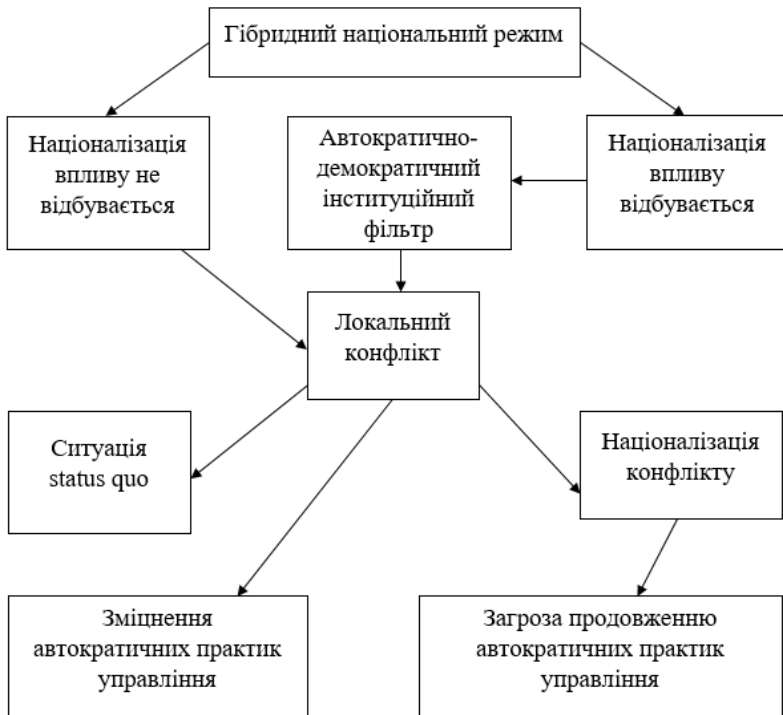 Гібридний національний режим
Націоналізація
впливу не
відбувається
Автократично-
демократичний
інституційний
фільтр
Націоналізація
впливу
відбувається
Локальний
конфлікт
Ситуація
status quo
Націоналізація
конфлікту
Зміцнення
автократичних практик
управління
Загроза продовженню
автократичних практик
управління